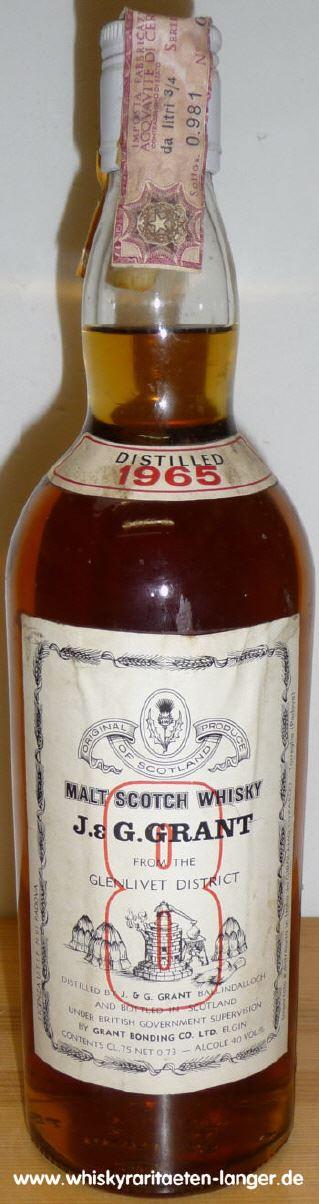 IMPOSTA FABBRICAZ
ACQUAVITE DI CER
da litri 3/4
0.981
DISTILLED
1965
ORIGINAL PRODUCE
OF SCOTLAND
MALT SCOTCH WHISKY
J. & G. GRANT
FROM THE
GLENLIVET DISTRICT
8
DISTILLED BY J. & G. GRANT BALLINDALLOCH
AND BOTTLED IN SCOTLAND
UNDER BRITISH GOVERNMENT SUPERVISION
BY GRANT BONDING CO. LTD. ELGIN
CONTENTS CL.75 NET 0,73 — ALCOLE 40 VOL%
www.whiskyraritaeten-langer.de